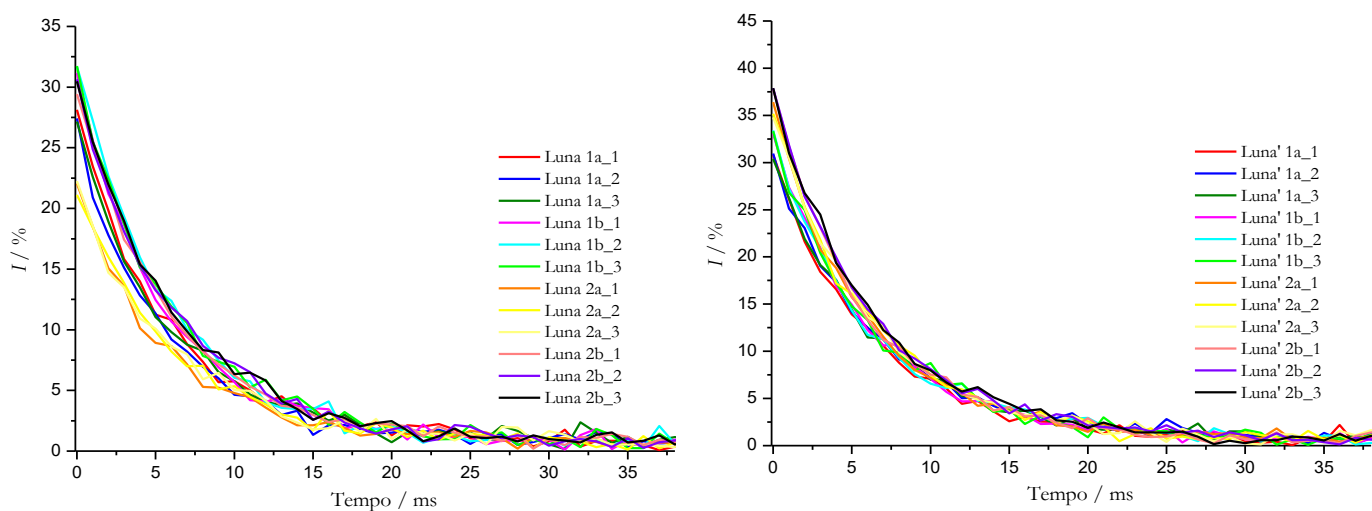 35
30
25
20
15
10
5
0
I / %
0 5 10 15 20 25 30 35
Tempo / ms
Luna 1a_1
Luna 1a_2
Luna 1a_3
Luna 1b_1
Luna 1b_2
Luna 1b_3
Luna 2a_1
Luna 2a_2
Luna 2a_3
Luna 2b_1
Luna 2b_2
Luna 2b_3
45
40
35
30
25
20
15
10
5
0
I / %
0 5 10 15 20 25 30 35
Tempo / ms
Luna' 1a_1
Luna' 1a_2
Luna' 1a_3
Luna' 1b_1
Luna' 1b_2
Luna' 1b_3
Luna' 2a_1
Luna' 2a_2
Luna' 2a_3
Luna' 2b_1
Luna' 2b_2
Luna' 2b_3